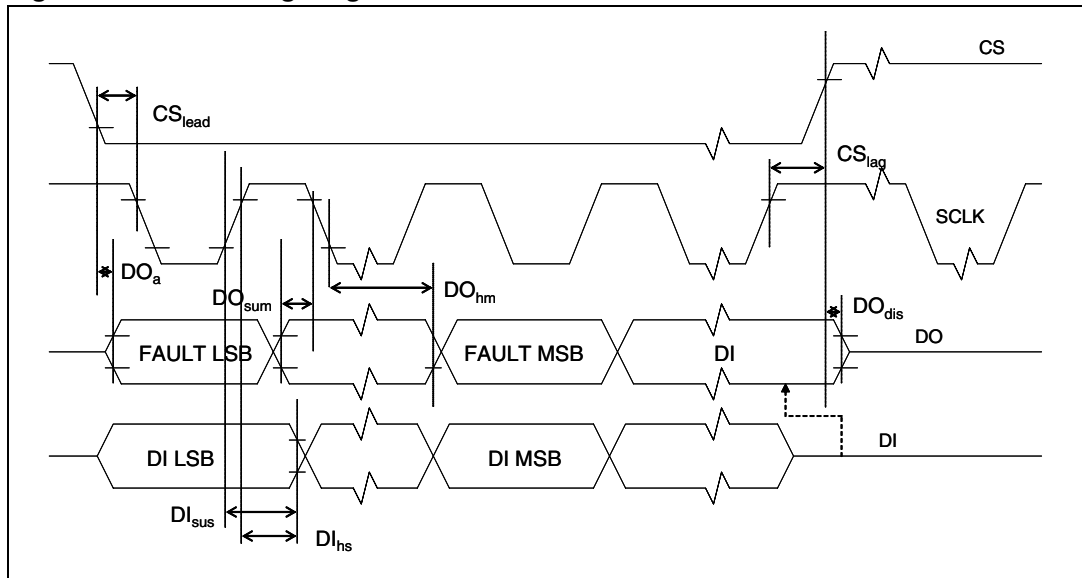 CS
CSlead
CSlag
SCLK
DOa
DOsum
DOhm
DOdis
DO
FAULT LSB
FAULT MSB
DI
DI
DI LSB
DI MSB
DIsus
DIhs